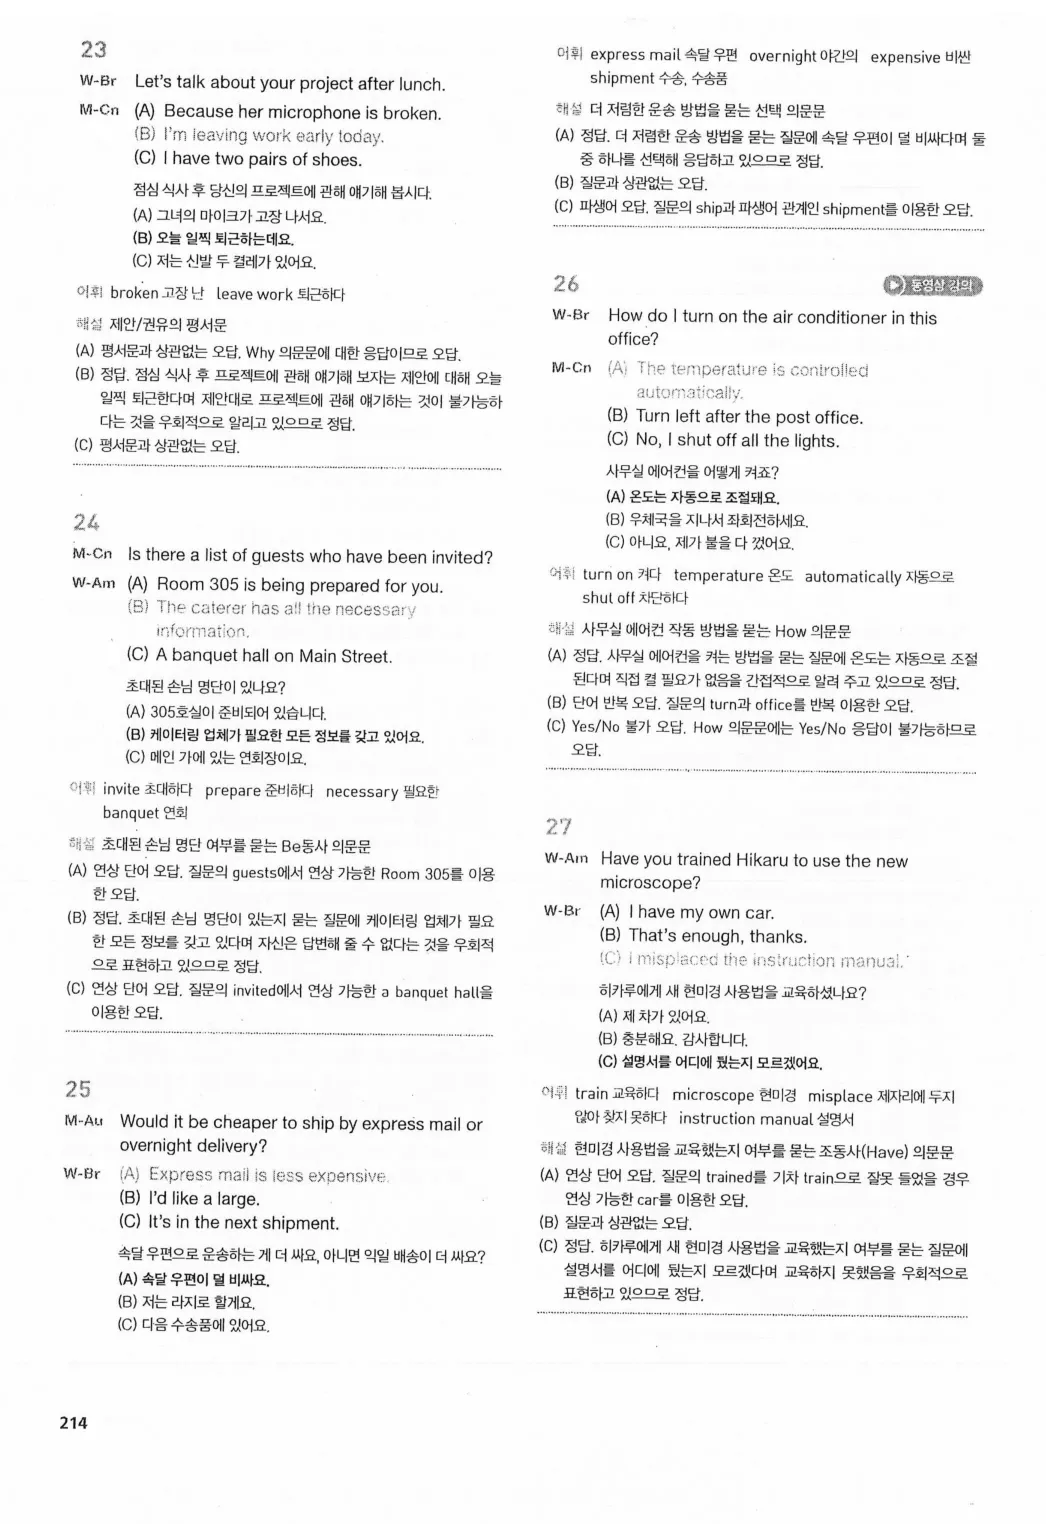 23
W-Br Let's talk about your project after lunch.
M-Cn (A) Because her microphone is broken.
(B) I'm leaving work early today.
(C) I have two pairs of shoes.
점심 식사 후 당신의 프로젝트에 관해 얘기해 봅시다.
(A) 그녀의 마이크가 고장 나서요.
(B) 오늘 일찍 퇴근하는데요.
(C) 저는 신발 두 켤레가 있어요.
어휘 broken 고장 난 leave work 퇴근하다
해설 제안/권유의 평서문
(A) 평서문과 상관없는 오답. Why 의문문에 대한 응답이므로 오답.
(B) 정답. 점심 식사 후 프로젝트에 관해 얘기해 보자는 제안에 대해 오늘
일찍 퇴근한다며 제안대로 프로젝트에 관해 얘기하는 것이 불가능하
다는 것을 우회적으로 알리고 있으므로 정답.
(C) 평서문과 상관없는 오답.
24
M-Cn Is there a list of guests who have been invited?
W-Am (A) Room 305 is being prepared for you.
(B) The caterer has all the necessary
information.
(C) A banquet hall on Main Street.
초대된 손님 명단이 있나요?
(A) 305호실이 준비되어 있습니다.
(B) 케이터링 업체가 필요한 모든 정보를 갖고 있어요.
(C) 메인 가에 있는 연회장이요.
어휘 invite 초대하다 prepare 준비하다 necessary 필요한
banquet 연회
해설 초대된 손님 명단 여부를 묻는 Be동사 의문문
(A) 연상 단어 오답. 질문의 guests에서 연상 가능한 Room 305를 이용
한 오답.
(B) 정답. 초대된 손님 명단이 있는지 묻는 질문에 케이터링 업체가 필요
한 모든 정보를 갖고 있다며 자신은 답변해 줄 수 없다는 것을 우회적
으로 표현하고 있으므로 정답.
(C) 연상 단어 오답. 질문의 invited에서 연상 가능한 a banquet hall을
이용한 오답.
25
M-Au Would it be cheaper to ship by express mail or
overnight delivery?
W-Br (A) Express mail is less expensive.
(B) I'd like a large.
(C) It's in the next shipment.
속달 우편으로 운송하는 게 더 싸요, 아니면 익일 배송이 더 싸요?
(A) 속달 우편이 덜 비싸요.
(B) 저는 라지로 할게요.
(C) 다음 수송품에 있어요.
어휘 express mail 속달 우편 overnight 야간의 expensive 비싼
shipment 수송, 수송품
해설 더 저렴한 운송 방법을 묻는 선택 의문문
(A) 정답. 더 저렴한 운송 방법을 묻는 질문에 속달 우편이 덜 비싸다며 둘
중 하나를 선택해 응답하고 있으므로 정답.
(B) 질문과 상관없는 오답.
(C) 파생어 오답. 질문의 ship과 파생어 관계인 shipment를 이용한 오답.
26 동영상 강의
W-Br How do I turn on the air conditioner in this
office?
M-Cn (A) The temperature is controlled
automatically.
(B) Turn left after the post office.
(C) No, I shut off all the lights.
사무실 에어컨을 어떻게 켜죠?
(A) 온도는 자동으로 조절돼요.
(B) 우체국을 지나서 좌회전하세요.
(C) 아니요, 제가 불을 다 껐어요.
어휘 turn on 켜다 temperature 온도 automatically 자동으로
shut off 차단하다
해설 사무실 에어컨 작동 방법을 묻는 How 의문문
(A) 정답. 사무실 에어컨을 켜는 방법을 묻는 질문에 온도는 자동으로 조절
된다며 직접 켤 필요가 없음을 간접적으로 알려 주고 있으므로 정답.
(B) 단어 반복 오답. 질문의 turn과 office를 반복 이용한 오답.
(C) Yes/No 불가 오답. How 의문문에는 Yes/No 응답이 불가능하므로
오답.
27
W-Am Have you trained Hikaru to use the new
microscope?
W-Br (A) I have my own car.
(B) That's enough, thanks.
(C) I misplaced the instruction manual.
히카루에게 새 현미경 사용법을 교육하셨나요?
(A) 제 차가 있어요.
(B) 충분해요. 감사합니다.
(C) 설명서를 어디에 뒀는지 모르겠어요.
어휘 train 교육하다 microscope 현미경 misplace 제자리에 두지
않아 찾지 못하다 instruction manual 설명서
해설 현미경 사용법을 교육했는지 여부를 묻는 조동사(Have) 의문문
(A) 연상 단어 오답. 질문의 trained를 기차 train으로 잘못 들었을 경우
연상 가능한 car를 이용한 오답.
(B) 질문과 상관없는 오답.
(C) 정답. 히카루에게 새 현미경 사용법을 교육했는지 여부를 묻는 질문에
설명서를 어디에 뒀는지 모르겠다며 교육하지 못했음을 우회적으로
표현하고 있으므로 정답.
214